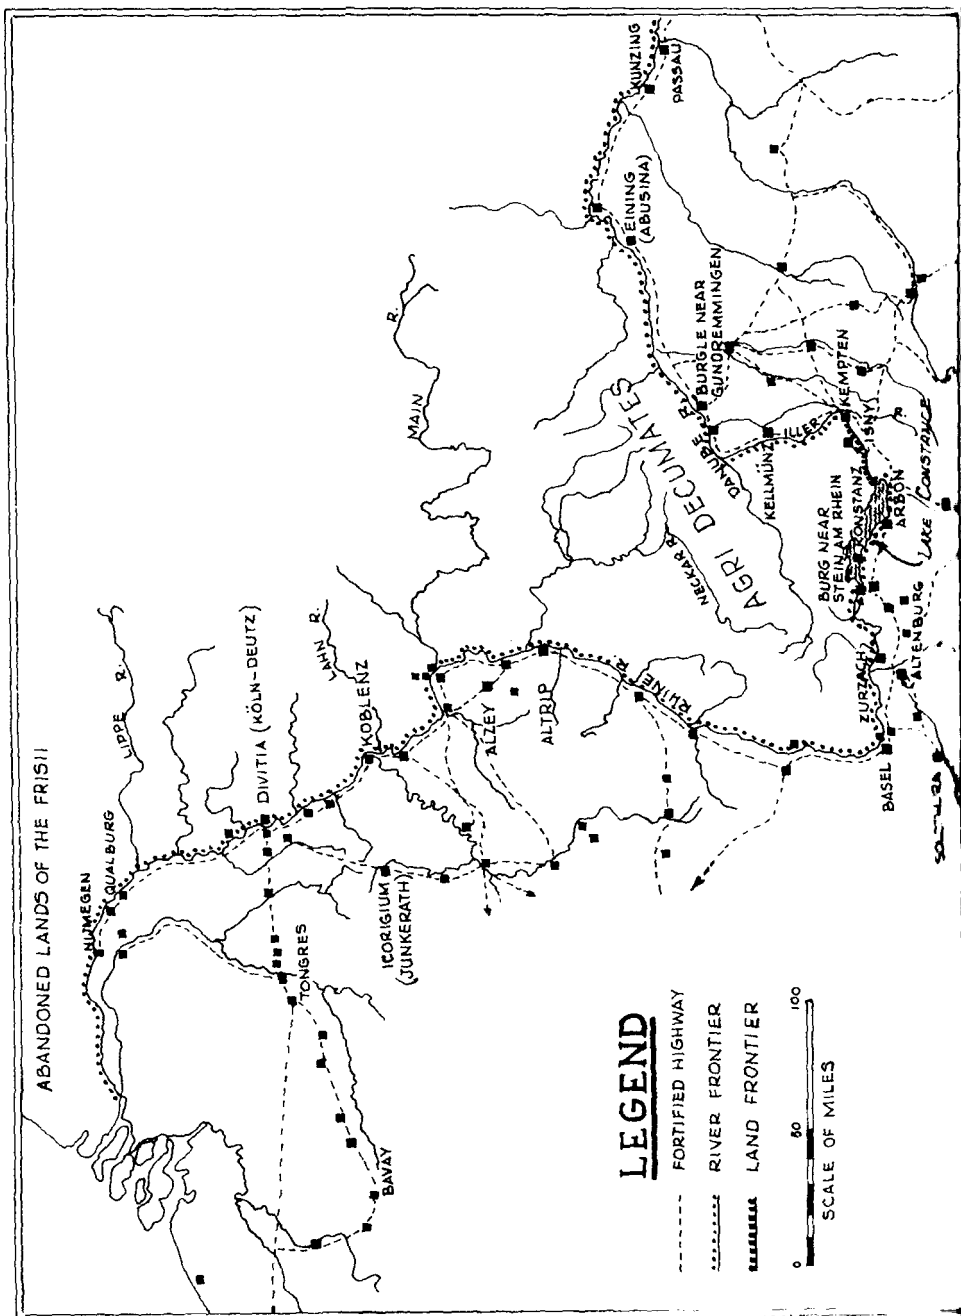 ABANDONED LANDS OF THE FRISII
NIJMEGEN
QUALBURG
LIPPE R.
DIVITIA (KÖLN-DEUTZ)
LAHN R.
KOBLENZ
MAIN R.
TONGRES
ICORIGIUM
(JUNKERATH)
BAVAY
ALZEY
ALTRIP
RHINE R.
NECKAR R.
AGRI DECUMATES
DANUBE R.
BURGLE NEAR
GUNDREMMINGEN
EINING
(ABUSINA)
KUNZING
PASSAU
KELLMÜNZ
ILLER
R
KEMPTEN
ISNY
BURG NEAR
STEIN AM RHEIN
KONSTANZ
ARBON
LAKE CONSTANCE
ZURZACH
ALTENBURG
BASEL
LEGEND
FORTIFIED HIGHWAY
RIVER FRONTIER
LAND FRONTIER
0 50 100
SCALE OF MILES